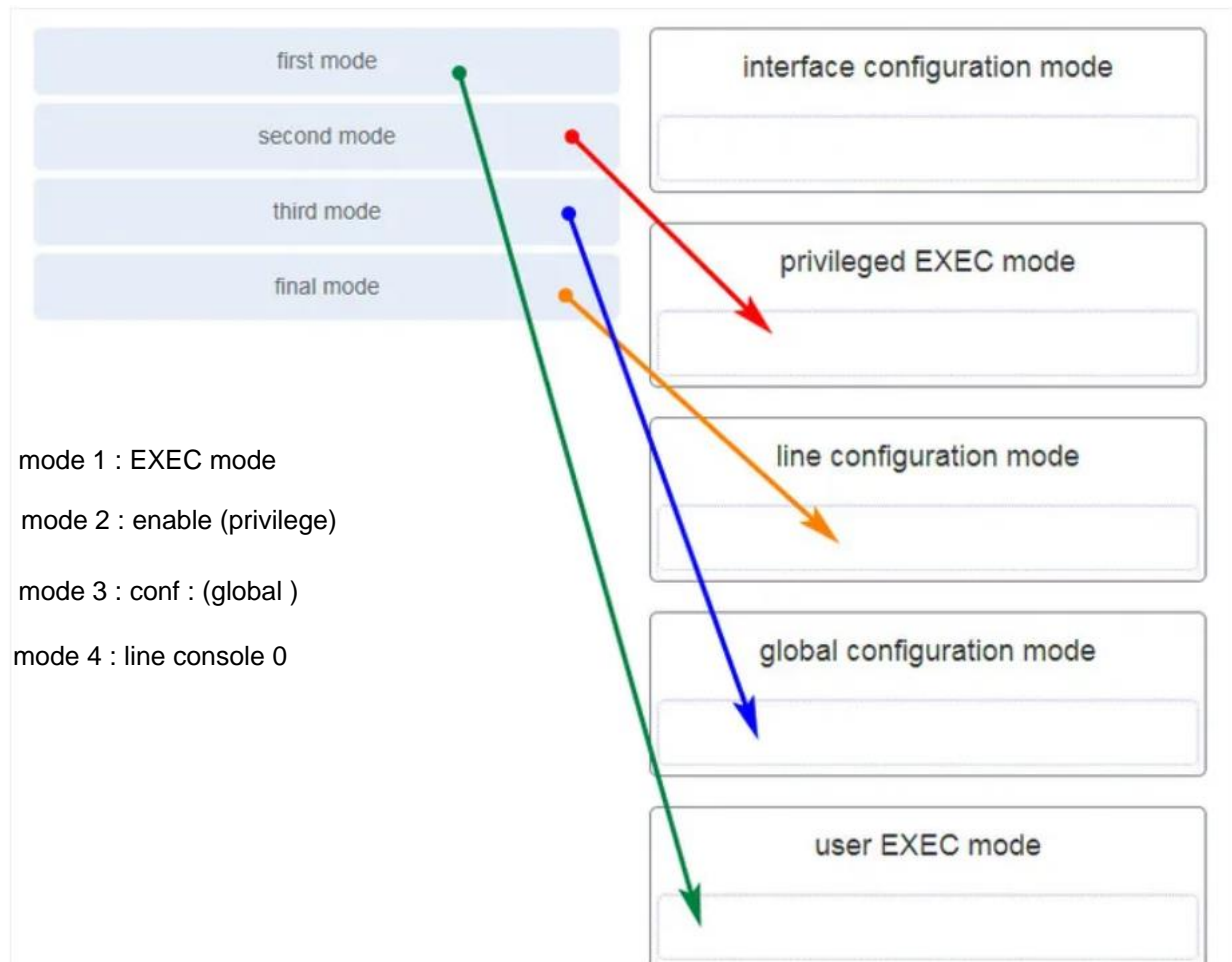 first mode
second mode
third mode
final mode
mode 1 : EXEC mode
mode 2 : enable (privilege)
mode 3 : conf : (global )
mode 4 : line console 0
interface configuration mode
privileged EXEC mode
line configuration mode
global configuration mode
user EXEC mode